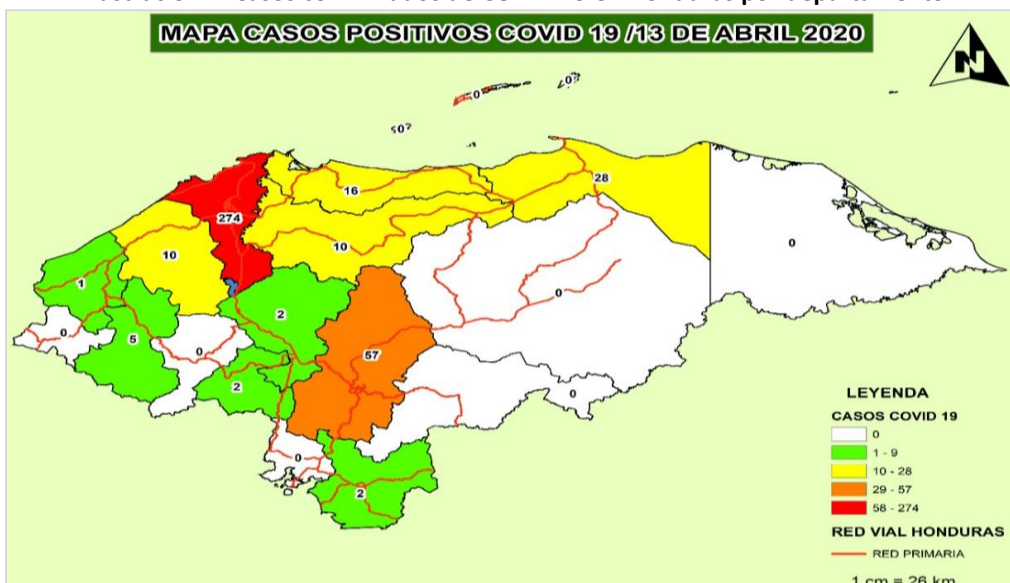 MAPA CASOS POSITIVOS COVID 19 /13 DE ABRIL 2020
N
0
0
0
16
28
274
10
10
0
1
0
2
5
0
57
2
0
0
2
LEYENDA
CASOS COVID 19
0
1 - 9
10 - 28
29 - 57
58 - 274
RED VIAL HONDURAS
RED PRIMARIA
1 cm = 26 km